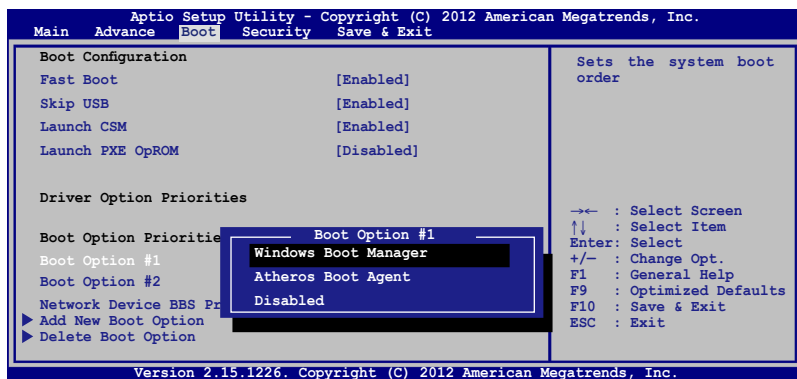 Aptio Setup Utility - Copyright (C) 2012 American Megatrends, Inc.
Main Advance Boot Security Save & Exit
Boot Configuration
Fast Boot [Enabled]
Skip USB [Enabled]
Launch CSM [Enabled]
Launch PXE OpROM [Disabled]
Driver Option Priorities
Boot Option Prioritie
Boot Option #1
Boot Option #2
Network Device BBS Pr
Add New Boot Option
Delete Boot Option
Boot Option #1
Windows Boot Manager
Atheros Boot Agent
Disabled
Sets the system boot
order
→← : Select Screen
↑↓ : Select Item
Enter: Select
+/— : Change Opt.
F1 : General Help
F9 : Optimized Defaults
F10 : Save & Exit
ESC : Exit
Version 2.15.1226. Copyright (C) 2012 American Megatrends, Inc.